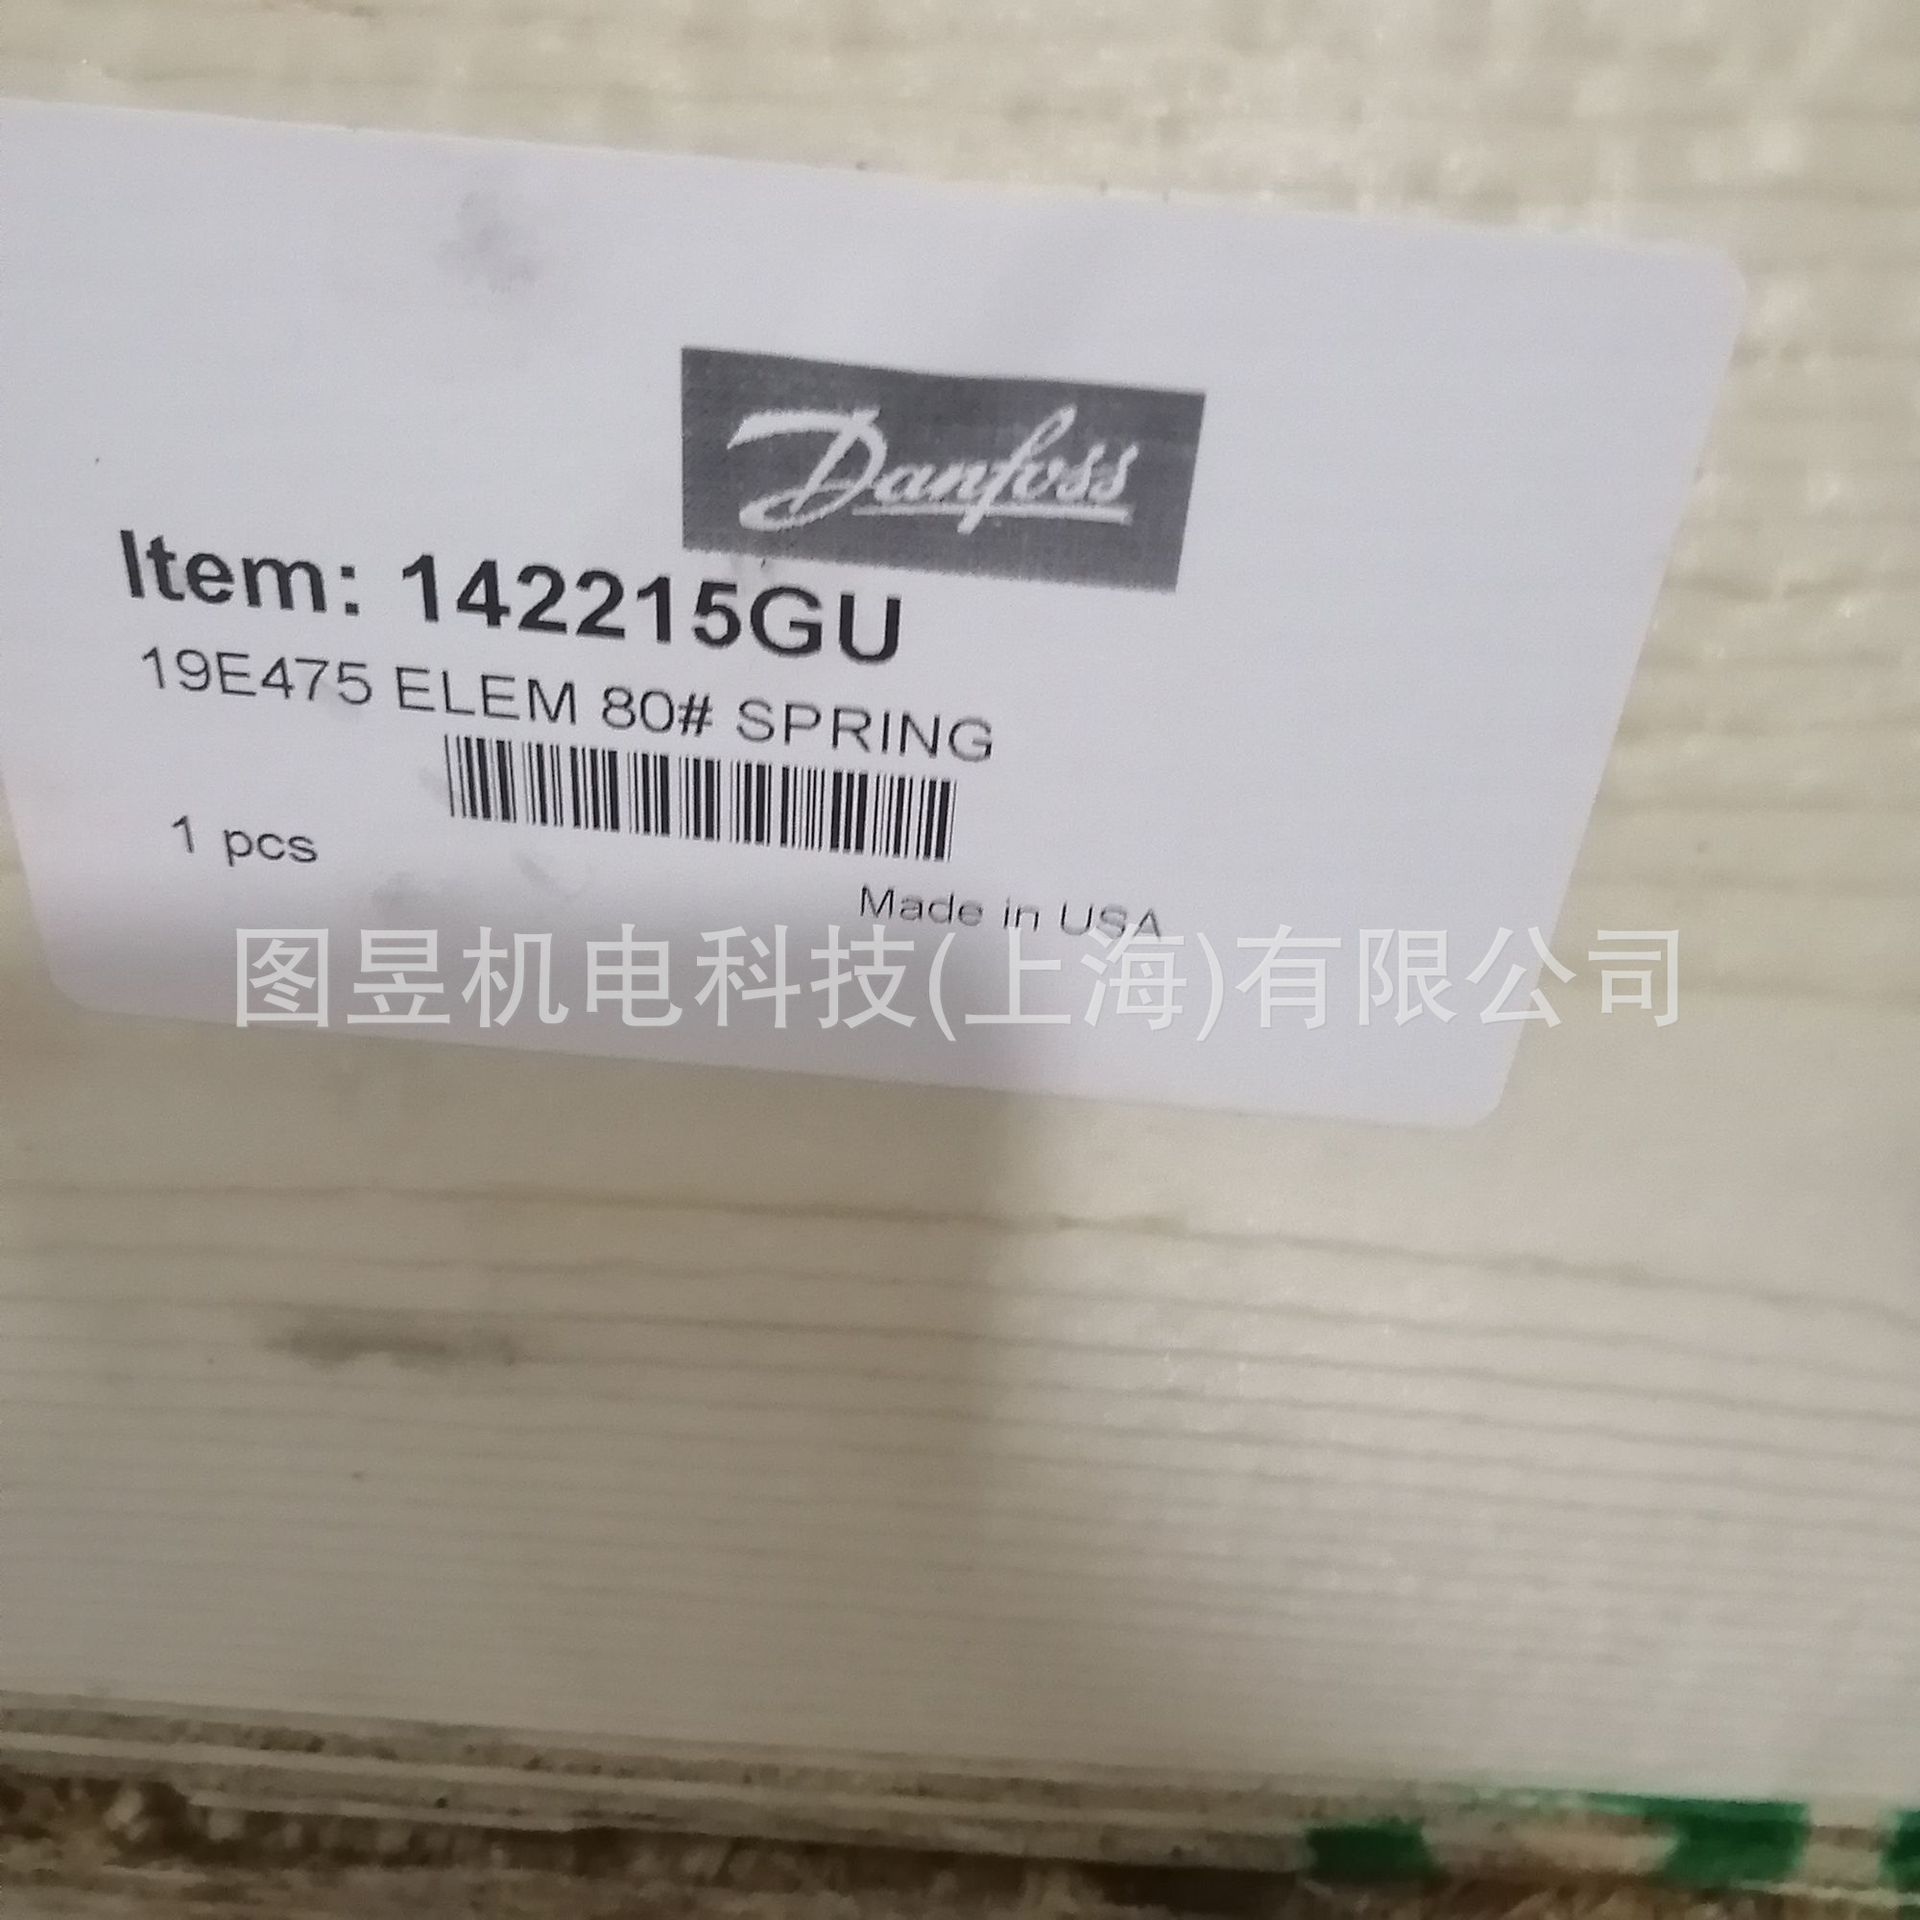 Danfoss
Item: 142215GU
19E475 ELEM 80# SPRING
1 pcs
Made in USA
图昱机电科技(上海)有限公司